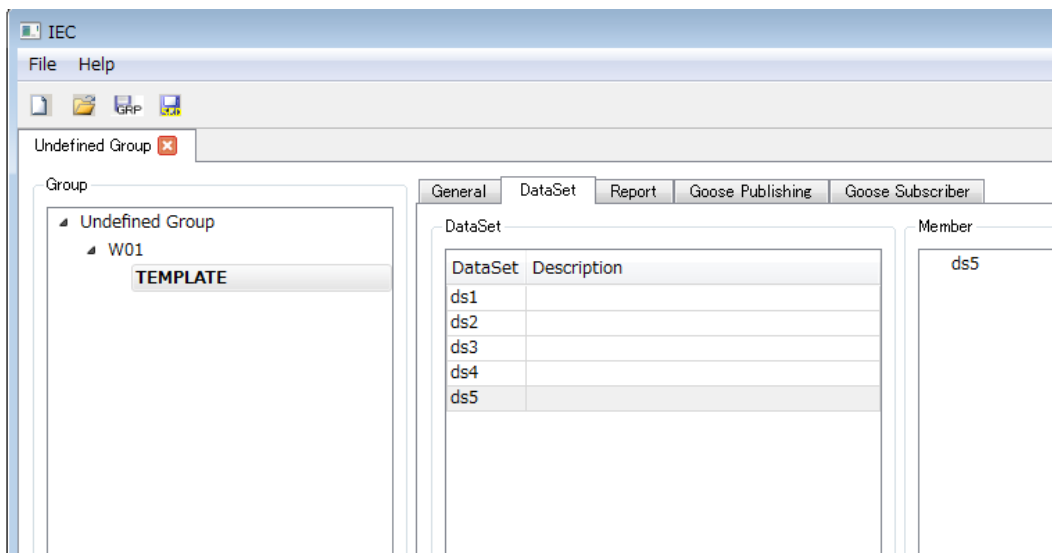 IEC
File Help
GRP
Undefined Group
Group
Undefined Group
W01
TEMPLATE
General DataSet Report Goose Publishing Goose Subscriber
DataSet
DataSet Description
ds1
ds2
ds3
ds4
ds5
Member
ds5